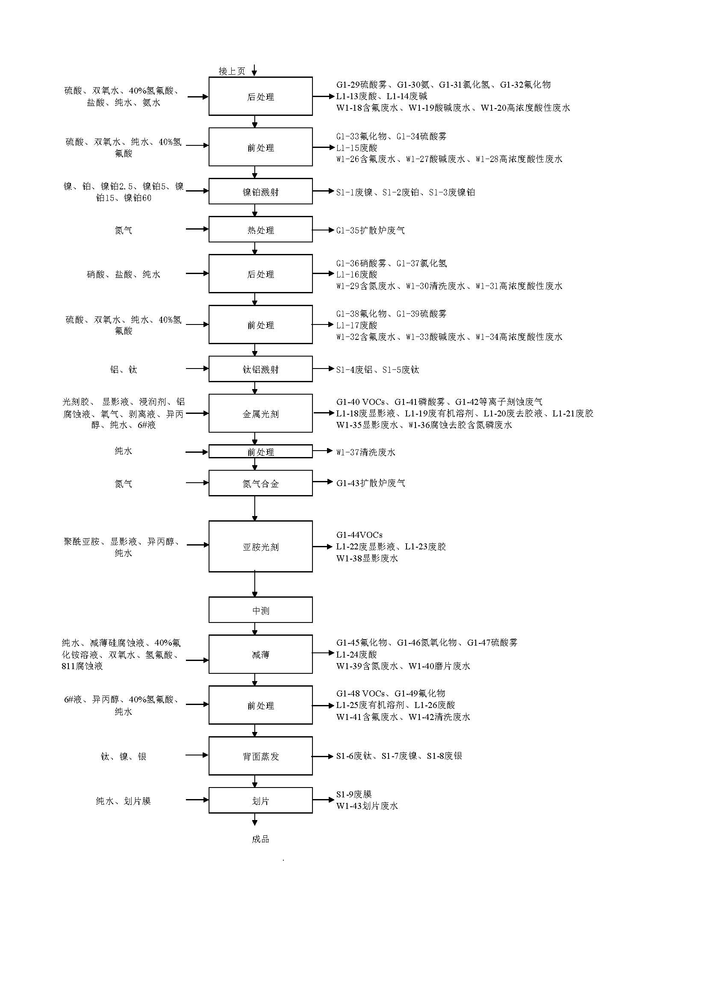 接上页
硫酸、双氧水、40%氢氟酸、
盐酸、纯水、氨水
后处理
G1-29硫酸雾、G1-30氨、G1-31氯化氢、G1-32氟化物
L1-13废酸、L1-14废碱
W1-18含氟废水、W1-19酸碱废水、W1-20高浓度酸性废水
硫酸、双氧水、纯水、40%氢
氟酸
前处理
G1-33氟化物、G1-34硫酸雾
L1-15废酸
W1-26含氟废水、W1-27酸碱废水、W1-28高浓度酸性废水
镍、铂、镍铂2.5、镍铂5、镍
铂15、镍铂60
镍铂溅射
S1-1废镍、S1-2废铂、S1-3废镍铂
氮气
热处理
G1-35扩散炉废气
硝酸、盐酸、纯水
后处理
G1-36硝酸雾、G1-37氯化氢
L1-16废酸
W1-29含氮废水、W1-30清洗废水、W1-31高浓度酸性废水
硫酸、双氧水、纯水、40%氢
氟酸
前处理
G1-38氟化物、G1-39硫酸雾
L1-17废酸
W1-32含氟废水、W1-33酸碱废水、W1-34高浓度酸性废水
铝、钛
钛铝溅射
S1-4废铝、S1-5废钛
光刻胶、 显影液、浸润剂、铝
腐蚀液、氧气、剥离液、异丙
醇、纯水、6#液
金属光刻
G1-40 VOCs、G1-41磷酸雾、G1-42等离子刻蚀废气
L1-18废显影液、L1-19废有机溶剂、L1-20废去胶液、L1-21废胶
W1-35显影废水、W1-36腐蚀去胶含氮磷废水
纯水
前处理
W1-37清洗废水
氮气
氮气合金
G1-43扩散炉废气
聚酰亚胺、显影液、异丙醇、
纯水
亚胺光刻
G1-44VOCs
L1-22废显影液、L1-23废胶
W1-38显影废水
中测
纯水、减薄硅腐蚀液、40%氟
化铵溶液、双氧水、氢氟酸、
811腐蚀液
减薄
G1-45氟化物、G1-46氮氧化物、G1-47硫酸雾
L1-24废酸
W1-39含氮废水、W1-40磨片废水
6#液、异丙醇、40%氢氟酸、
纯水
前处理
G1-48 VOCs、G1-49氟化物
L1-25废有机溶剂、L1-26废酸
W1-41含氟废水、W1-42清洗废水
钛、镍、银
背面蒸发
S1-6废钛、S1-7废镍、S1-8废银
纯水、划片膜
划片
S1-9废膜
W1-43划片废水
成品
.